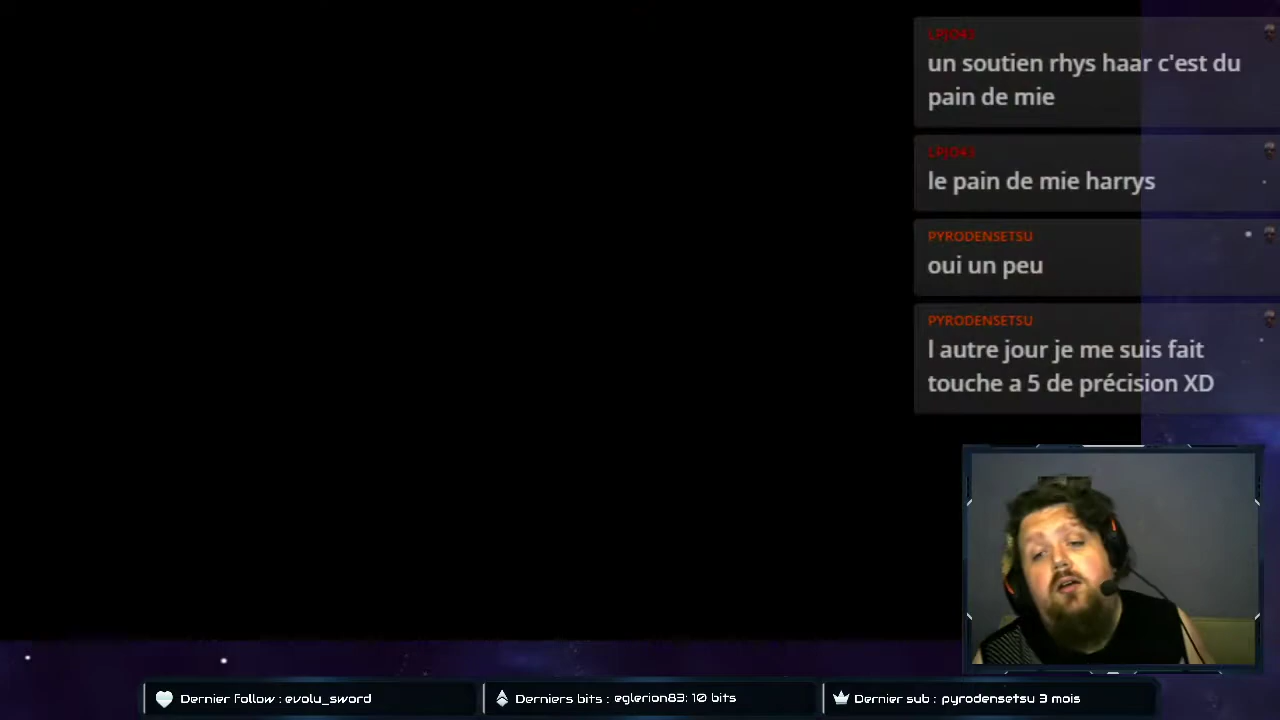 LPJO43
un soutien rhys haar c'est du
pain de mie
LPJO43
le pain de mie harrys
PYRODENSETSU
oui un peu
PYRODENSETSU
l autre jour je me suis fait
touche a 5 de précision XD
Dernier Follow : evolu_sword
Derniers bits : eglerion83: 10 bits
Dernier sub : pyrodensetsu 3 mois